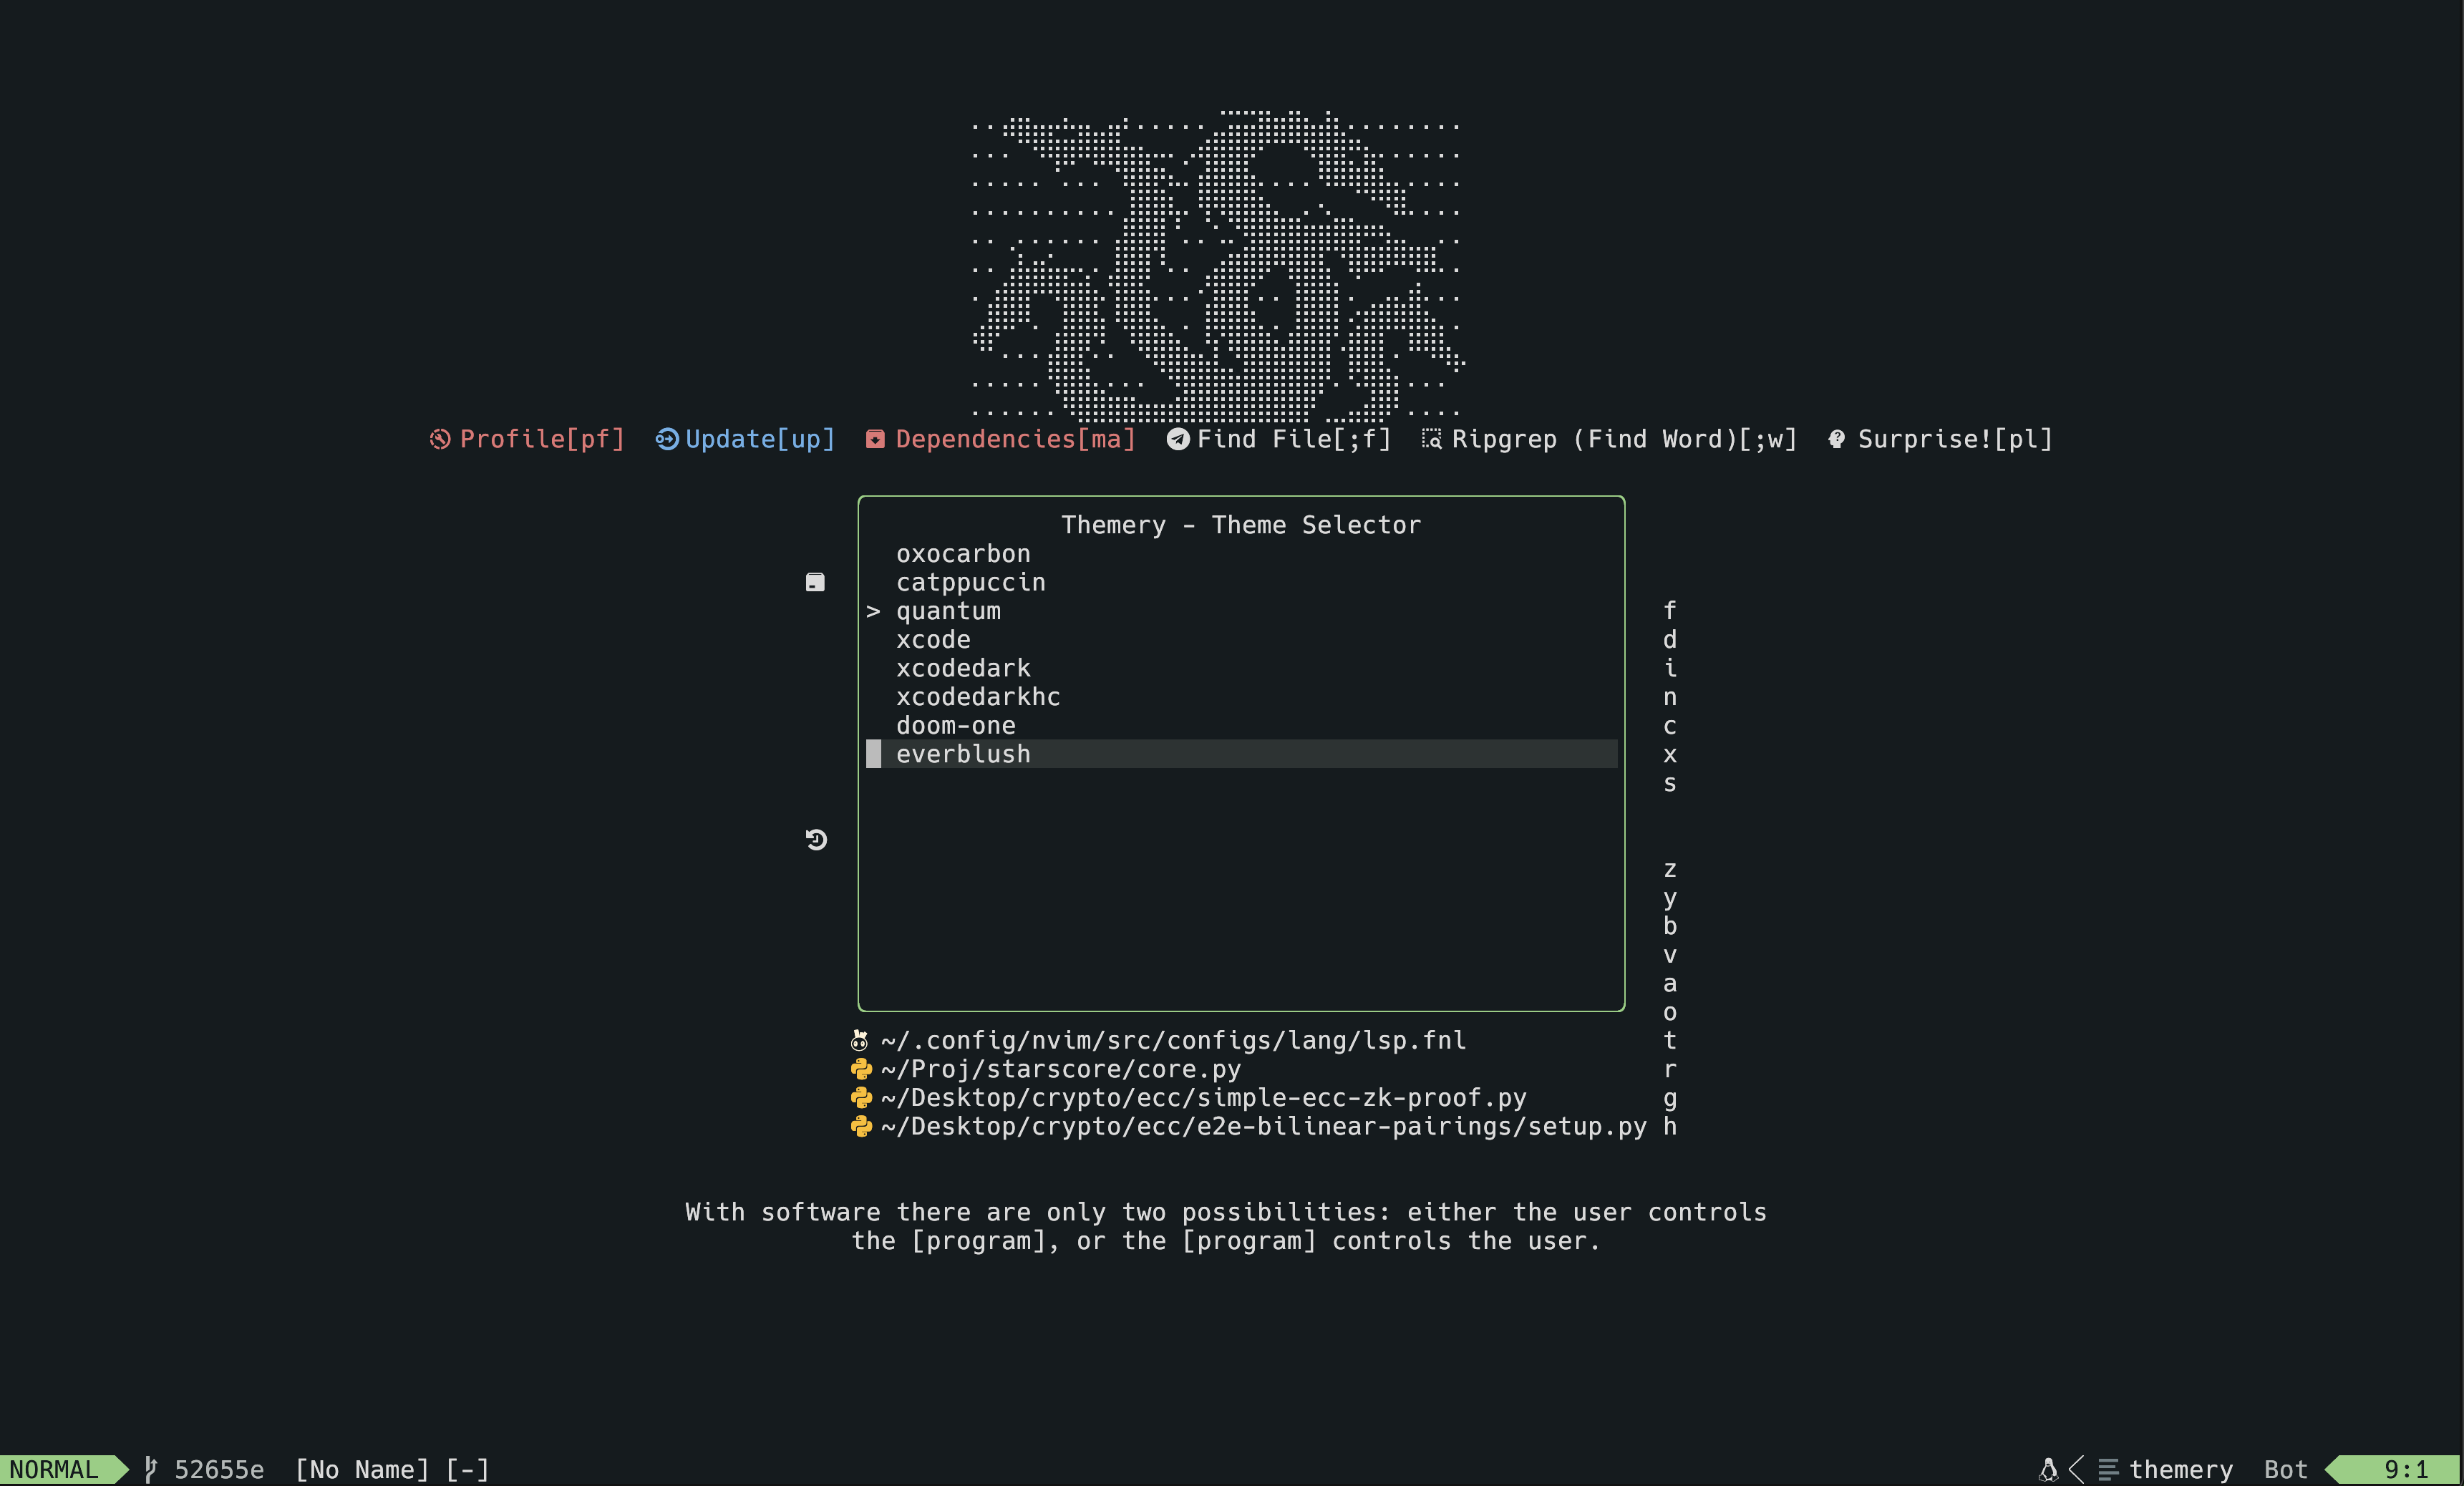 Profile[pf] Update[up] Dependencies[ma] Find File[;f] Ripgrep (Find Word)[;w] Surprise![pl]
Themery - Theme Selector
oxocarbon
catppuccin
> quantum f
xcode d
xcodedark i
xcodedarkhc n
doom-one c
everblush x
s
z
y
b
v
a
o
~/.config/nvim/src/configs/lang/lsp.fnl t
~/Proj/starscore/core.py r
~/Desktop/crypto/ecc/simple-ecc-zk-proof.py g
~/Desktop/crypto/ecc/e2e-bilinear-pairings/setup.py h
With software there are only two possibilities: either the user controls
the [program], or the [program] controls the user.
NORMAL 52655e [No Name] [-] themery Bot 9:1